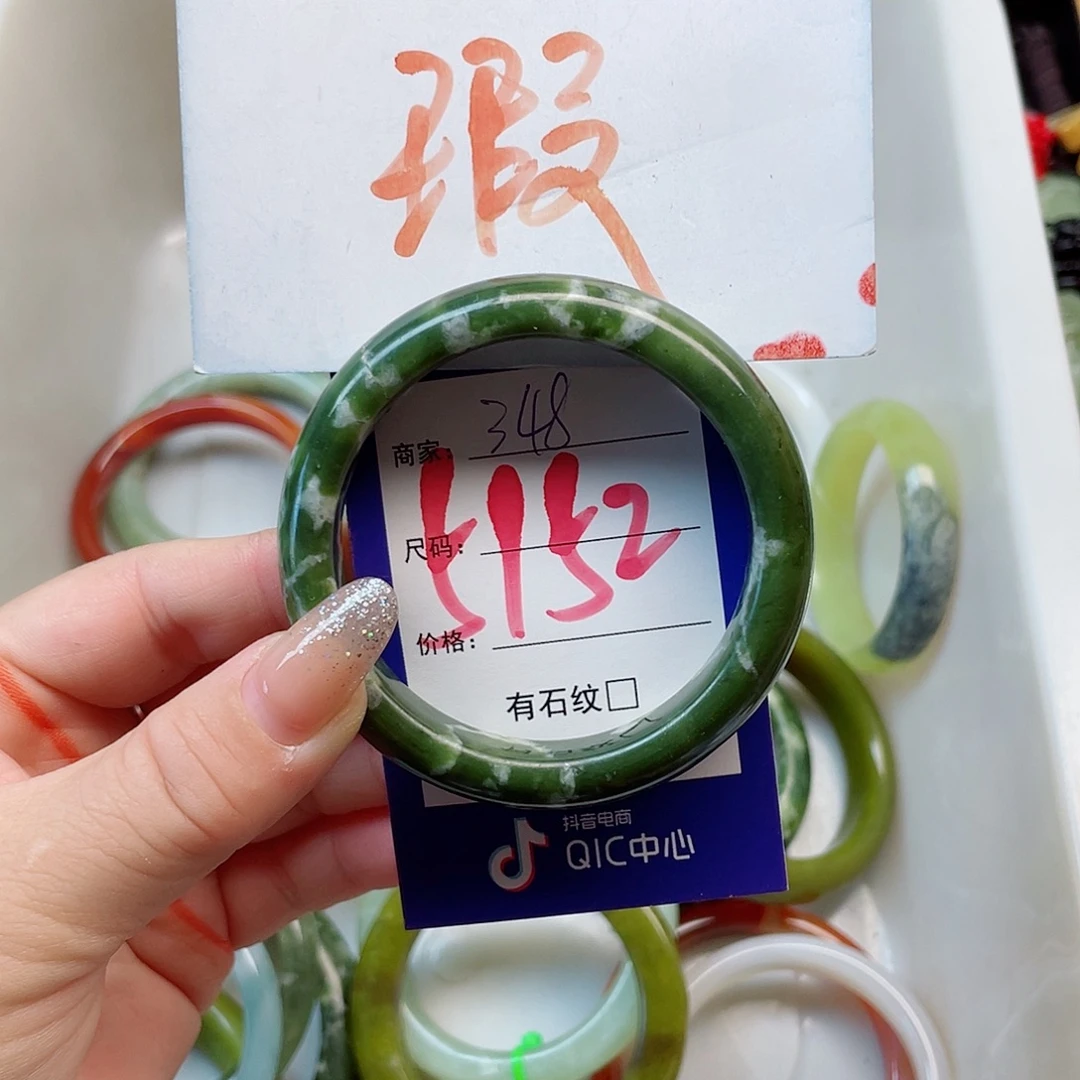 瑕
商家: 348
尺码: 5152
价格:
有石纹□
抖音电商
QIC中心